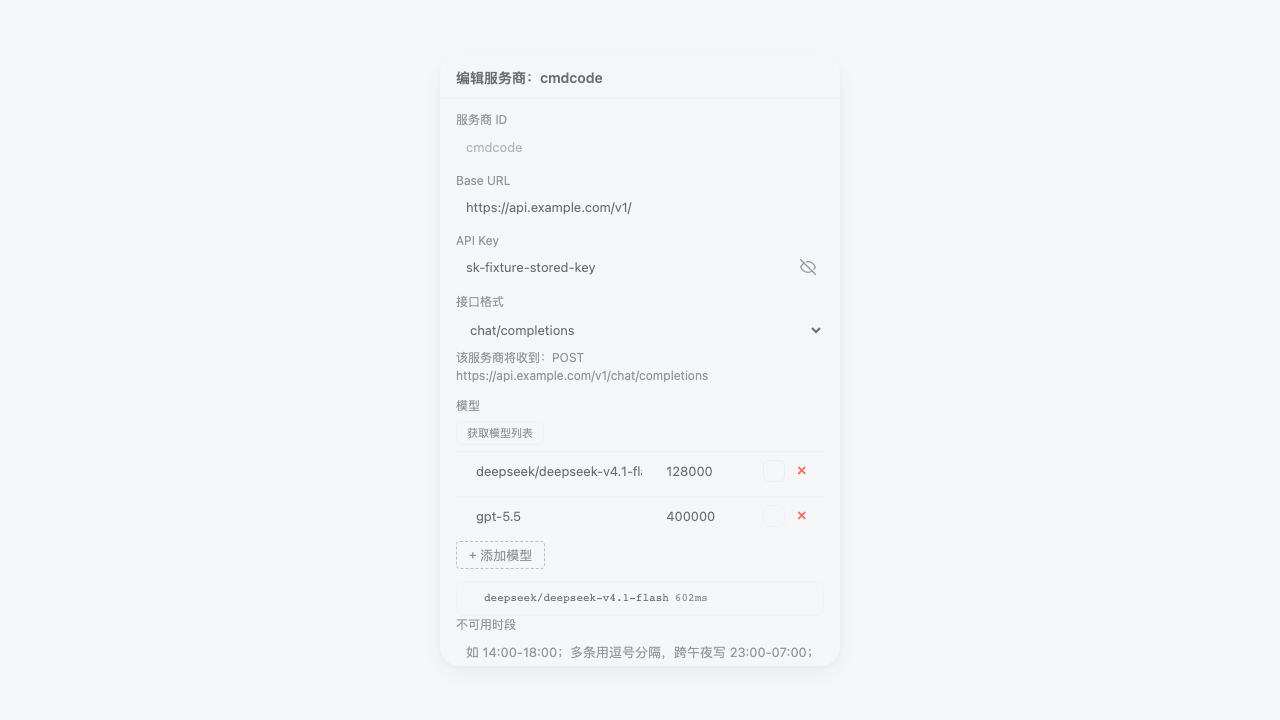 编辑服务商：cmdcode
服务商 ID
cmdcode
Base URL
https://api.example.com/v1/
API Key
sk-fixture-stored-key
接口格式
chat/completions
该服务商将收到：POST
https://api.example.com/v1/chat/completions
模型
获取模型列表
deepseek/deepseek-v4.1-fl 128000 ×
gpt-5.5 400000 ×
+ 添加模型
deepseek/deepseek-v4.1-flash 602ms
不可用时段
如 14:00-18:00；多条用逗号分隔，跨午夜写 23:00-07:00；